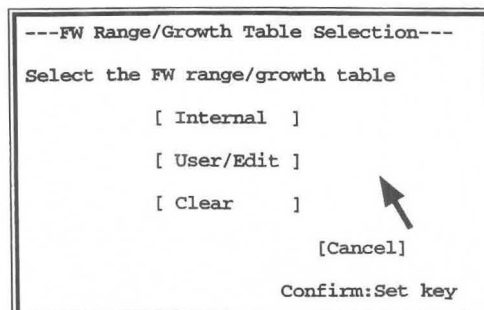 ---FW Range/Growth Table Selection---
Select the FW range/growth table
[ Internal ]
[ User/Edit ]
[ Clear ]
[Cancel]
Confirm:Set key